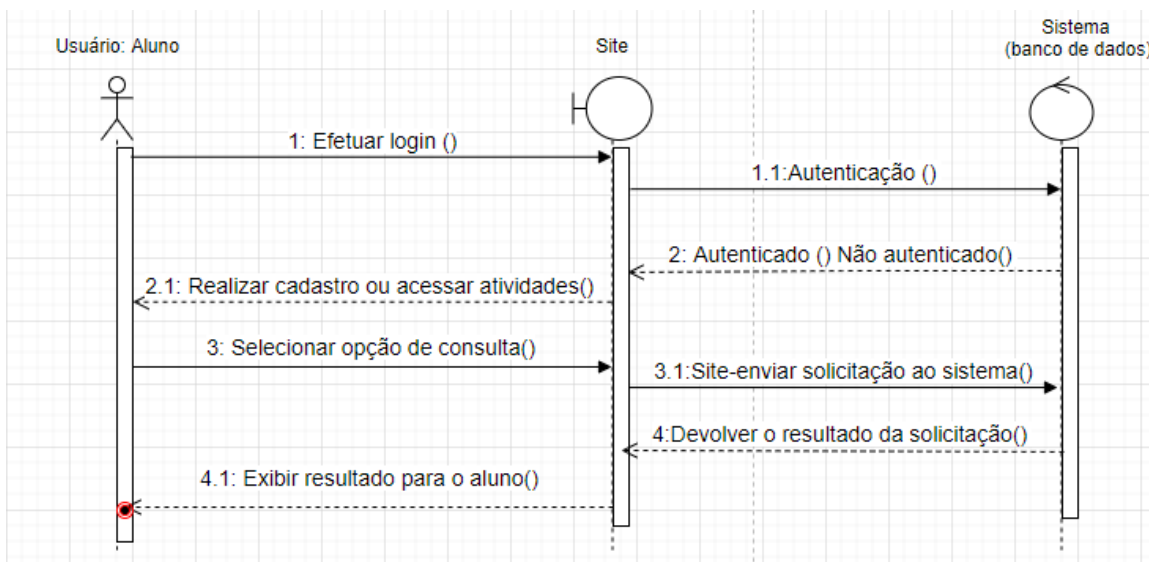 Usuário: Aluno
Site
Sistema
(banco de dados)
1: Efetuar login ()
1.1:Autenticação ()
2: Autenticado () Não autenticado()
2.1: Realizar cadastro ou acessar atividades()
3: Selecionar opção de consulta()
3.1:Site-enviar solicitação ao sistema()
4:Devolver o resultado da solicitação()
4.1: Exibir resultado para o aluno()